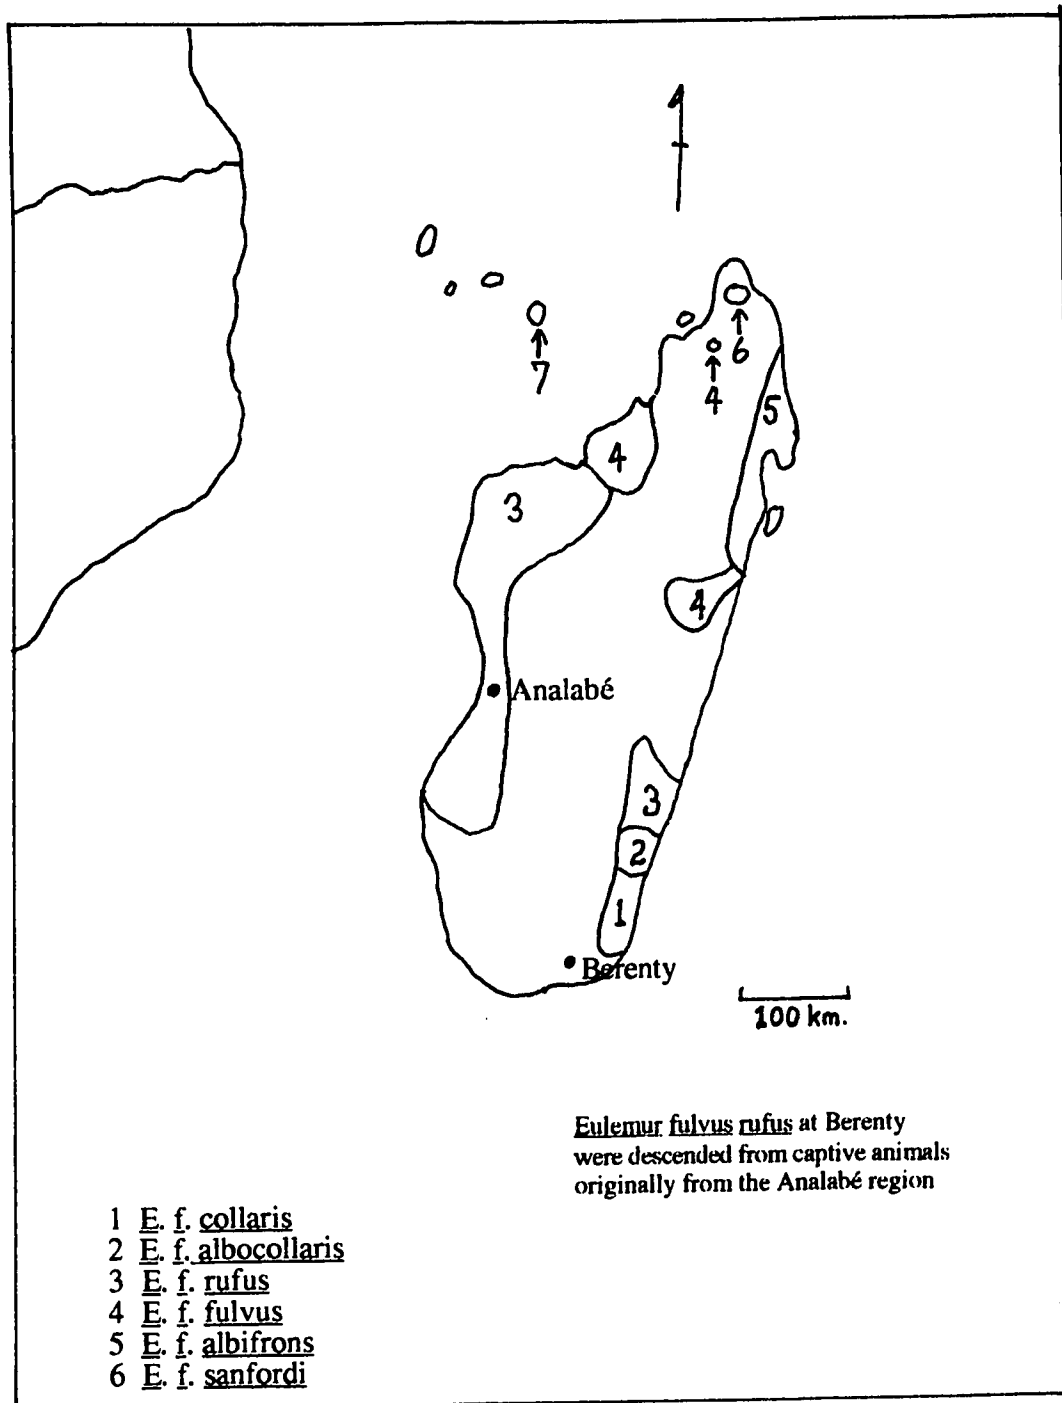 6
7
4
5
4
3
4
Analabé
3
2
1
Berenty
100 km.
Eulemur fulvus rufus at Berenty
were descended from captive animals
originally from the Analabé region
1 E. f. collaris
2 E. f. albocollaris
3 E. f. rufus
4 E. f. fulvus
5 E. f. albifrons
6 E. f. sanfordi